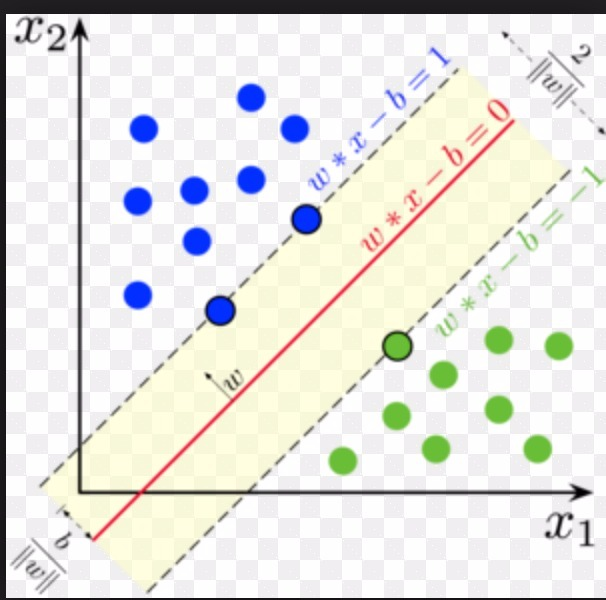 x₂
w * x − b = 1
2
‖w‖
w * x − b = 0
w * x − b = −1
w
x₁
b
‖w‖